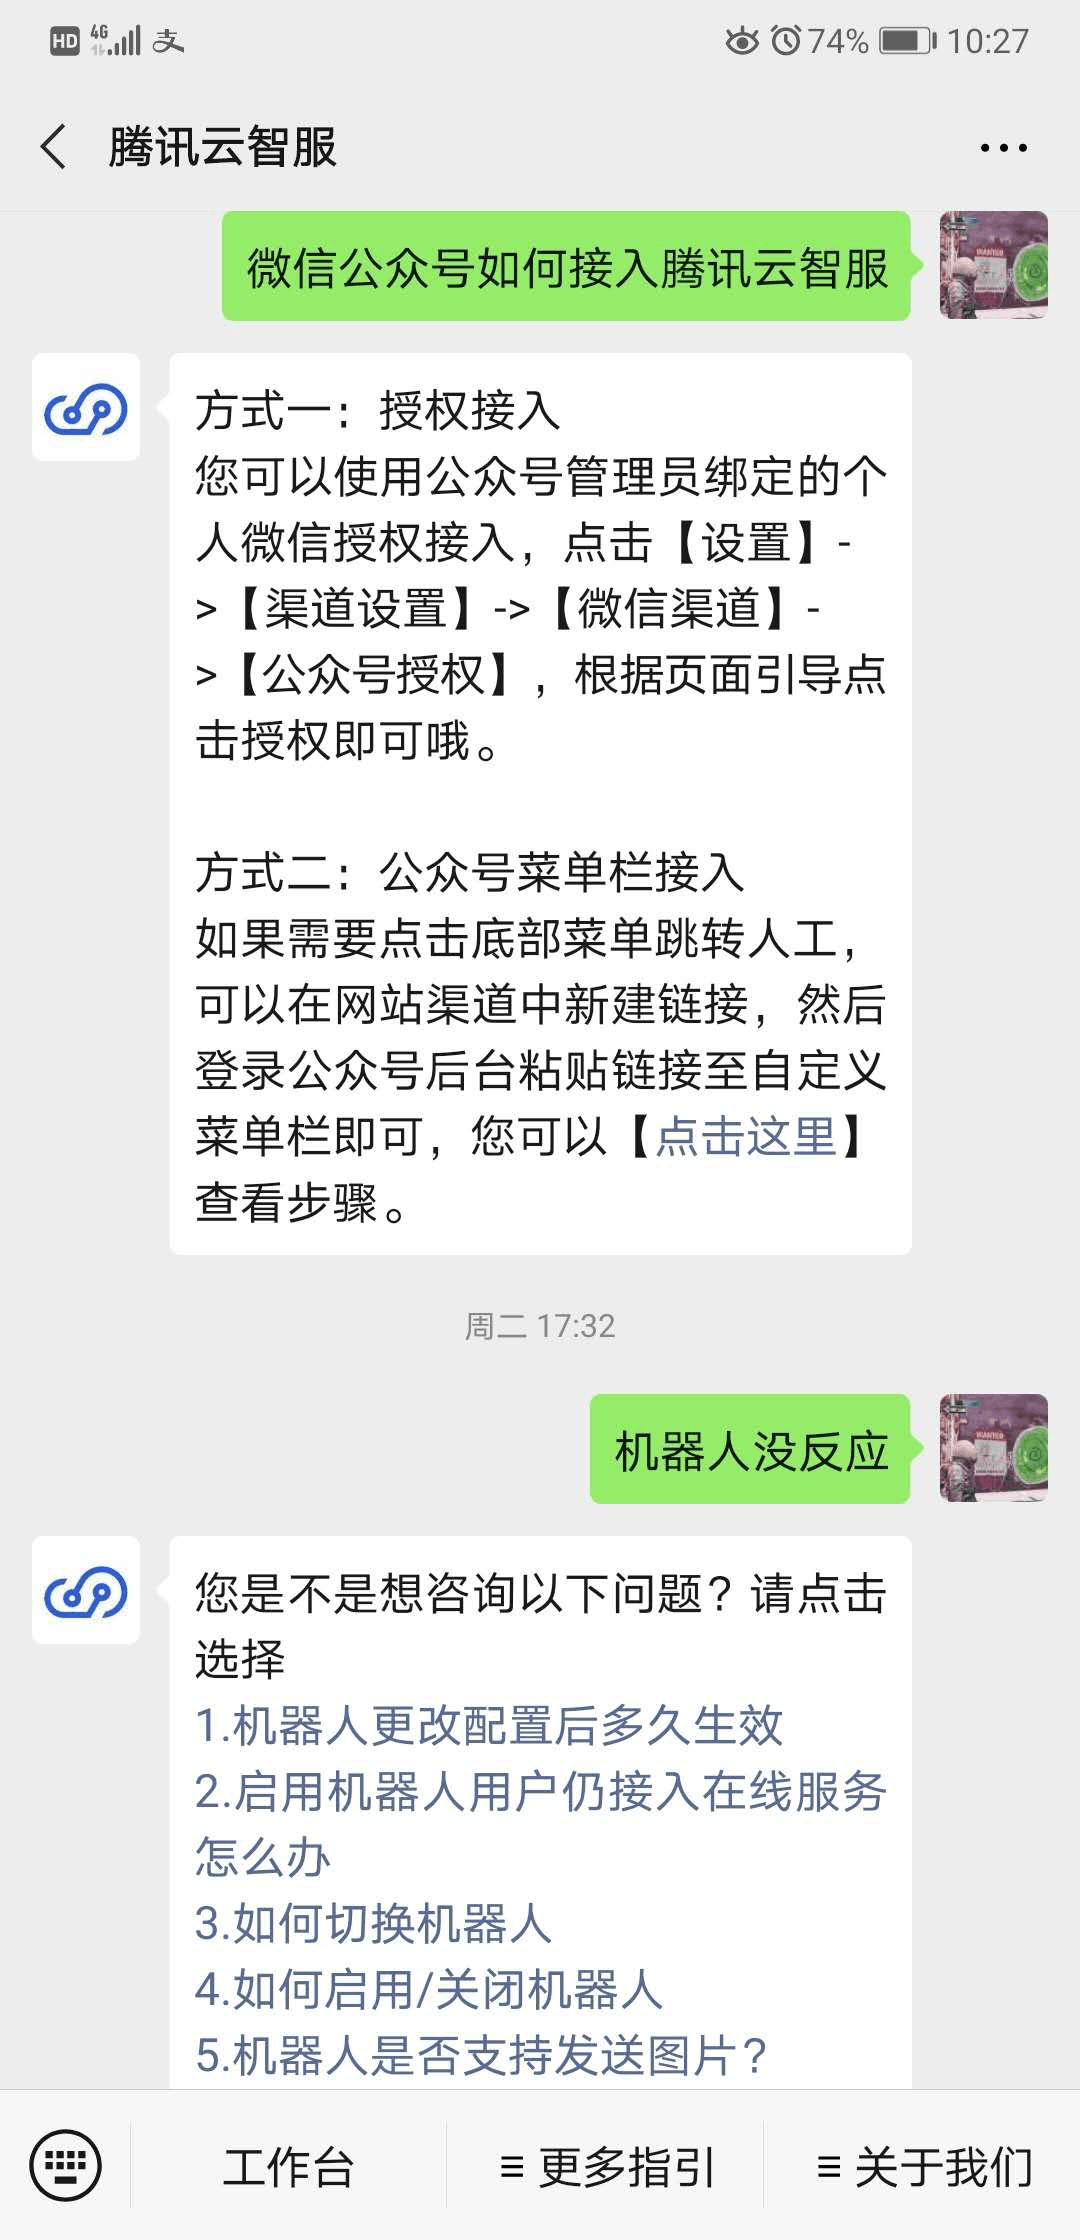 HD 4G 支 74% 10:27
腾讯云智服
微信公众号如何接入腾讯云智服
方式一：授权接入
您可以使用公众号管理员绑定的个
人微信授权接入，点击【设置】-
>【渠道设置】->【微信渠道】-
>【公众号授权】，根据页面引导点
击授权即可哦。
方式二：公众号菜单栏接入
如果需要点击底部菜单跳转人工，
可以在网站渠道中新建链接，然后
登录公众号后台粘贴链接至自定义
菜单栏即可，您可以【点击这里】
查看步骤。
周二 17:32
机器人没反应
您是不是想咨询以下问题？请点击
选择
1.机器人更改配置后多久生效
2.启用机器人用户仍接入在线服务
怎么办
3.如何切换机器人
4.如何启用/关闭机器人
5.机器人是否支持发送图片？
工作台
更多指引
关于我们